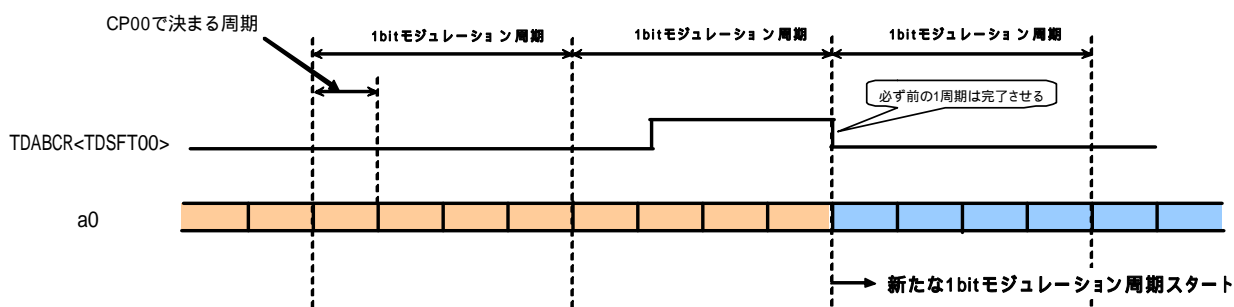 CP00で決まる周期
1bitモジュレーション周期
1bitモジュレーション周期
1bitモジュレーション周期
必ず前の1周期は完了させる
TDABCR<TDSFT00>
a0
新たな1bitモジュレーション周期スタート